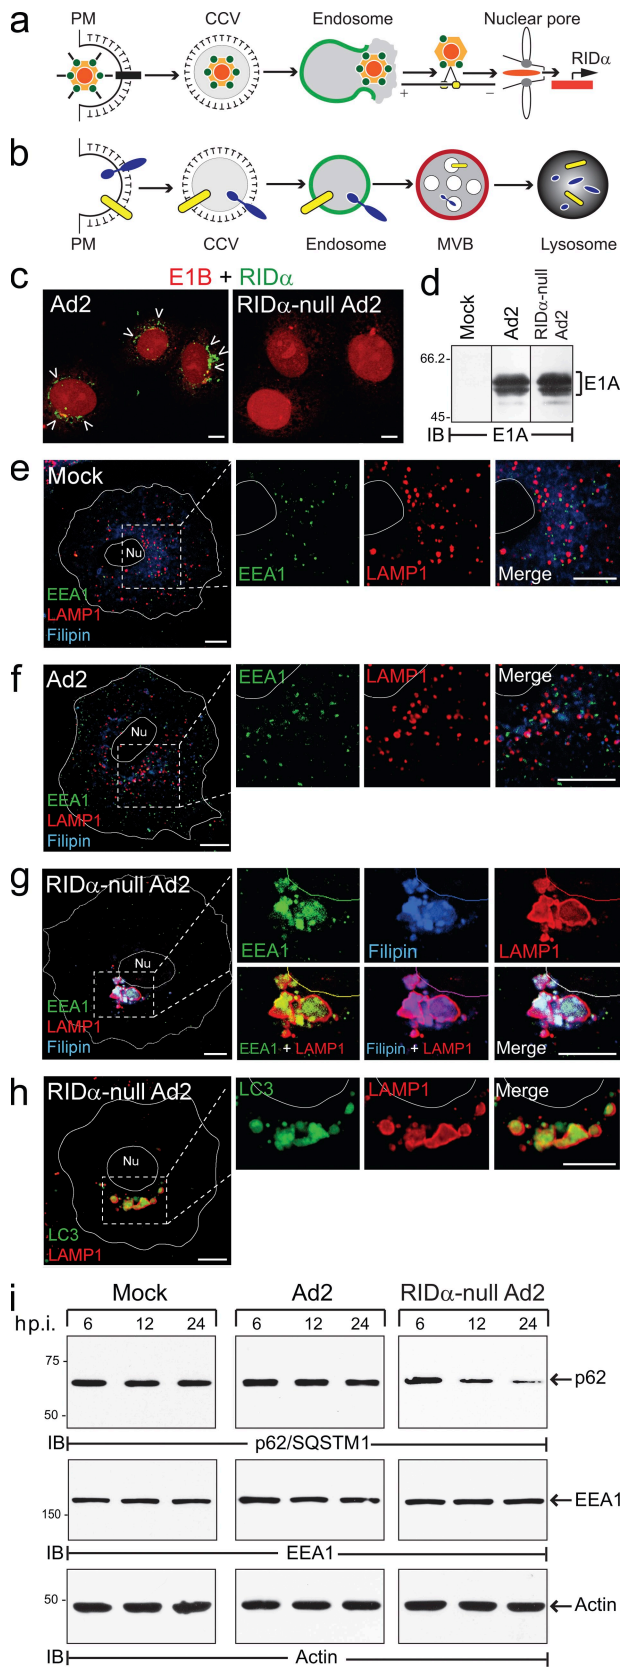 a
PM CCV Endosome Nuclear pore
RIDα
+ −
b
PM CCV Endosome MVB Lysosome
c
E1B + RIDα
Ad2
RIDα-null Ad2
d
Mock
Ad2
RIDα-null Ad2
66.2-
E1A
45-
IB E1A
e
Mock
Nu
EEA1
LAMP1
Filipin
EEA1
LAMP1
Merge
f
Ad2
Nu
EEA1
LAMP1
Filipin
EEA1
LAMP1
Merge
g
RIDα-null Ad2
Nu
EEA1
LAMP1
Filipin
EEA1
Filipin
LAMP1
EEA1 + LAMP1
Filipin + LAMP1
Merge
h
RIDα-null Ad2
Nu
LC3
LAMP1
LC3
LAMP1
Merge
i
Mock Ad2 RIDα-null Ad2
h p.i. 6 12 24 6 12 24 6 12 24
75 -
p62
50 -
IB p62/SQSTM1
EEA1
150 -
IB EEA1
50 -
Actin
IB Actin